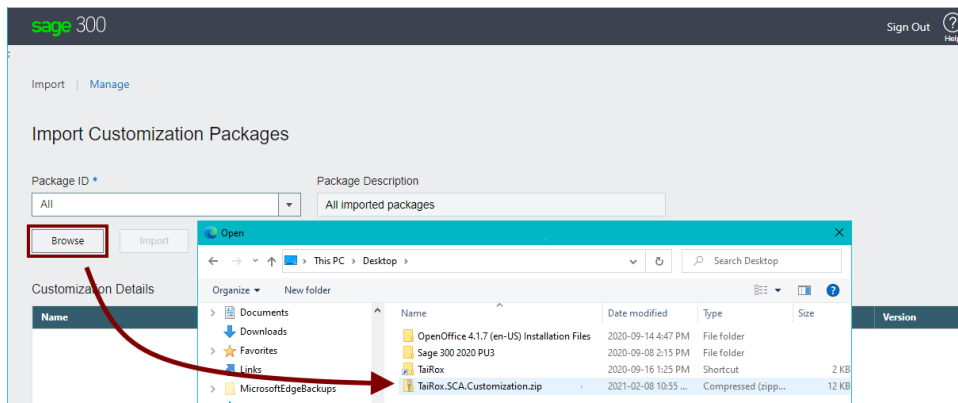 sage 300
Sign Out
?
Help
Import | Manage
Import Customization Packages
Package ID *
Package Description
All
All imported packages
Browse
Import
Open
This PC > Desktop >
Search Desktop
Organize
New folder
?
Customization Details
Name
Version
Documents
Downloads
Favorites
Links
MicrosoftEdgeBackups
Name Date modified Type Size
OpenOffice 4.1.7 (en-US) Installation Files 2020-09-14 4:47 PM File folder
Sage 300 2020 PU3 2020-09-08 2:15 PM File folder
TaiRox 2020-09-16 1:25 PM Shortcut 2 KB
TaiRox.SCA.Customization.zip 2021-02-08 10:55 ... Compressed (zipp... 12 KB